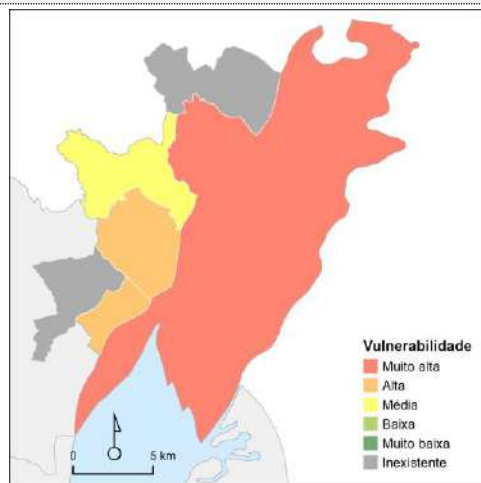 Vulnerabilidade
Muito alta
Alta
Média
Baixa
Muito baixa
Inexistente
0 5 km